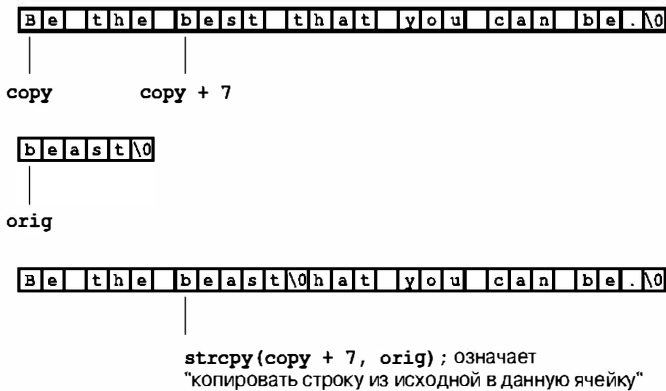 Be the best that you can be.\0
copy copy + 7
beast\0
orig
Be the beast\0hat you can be.\0
strcpy(copy + 7, orig); означает
"копировать строку из исходной в данную ячейку"